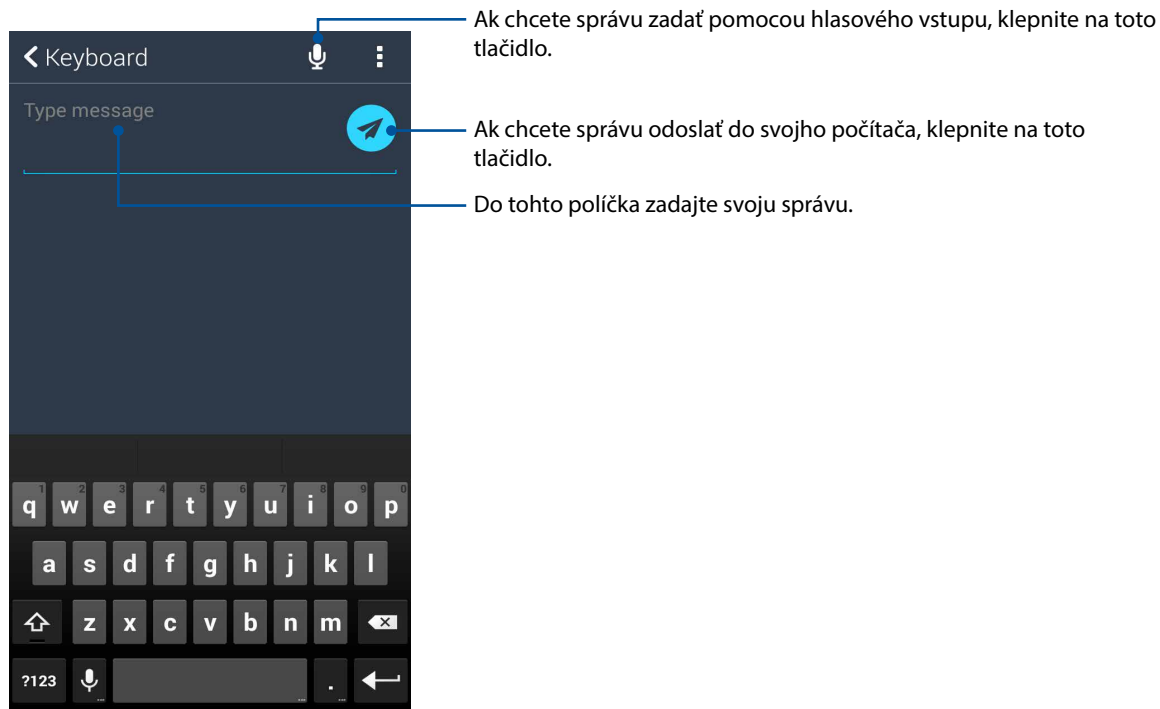 Ak chcete správu zadať pomocou hlasového vstupu, klepnite na toto
tlačidlo.
Keyboard
Type message
Ak chcete správu odoslať do svojho počítača, klepnite na toto
tlačidlo.
Do tohto políčka zadajte svoju správu.
1 2 3 4 5 6 7 8 9 0
q w e r t y u i o p
a s d f g h j k l
z x c v b n m
?123 .